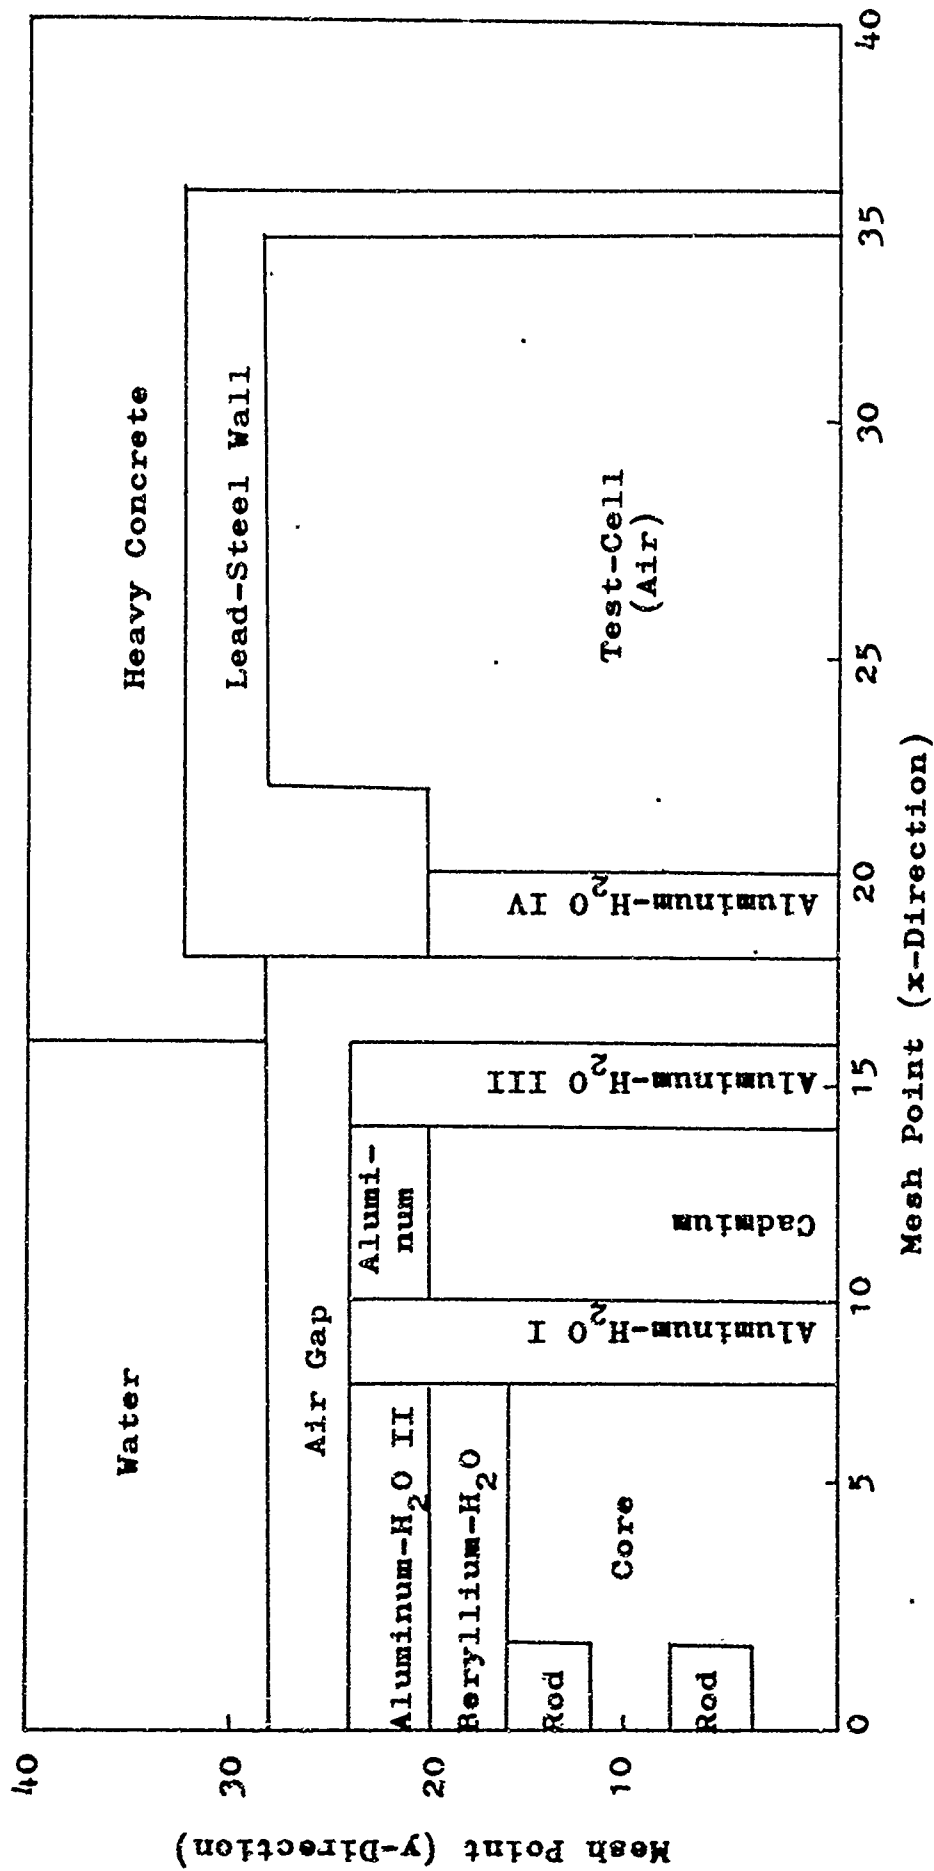 40
30
20
10
Mesh Point (y-Direction)
Water
Heavy Concrete
Lead-Steel Wall
Air Gap
Aluminum-H2O II
Beryllium-H2O
Rod
Rod
Core
Aluminum-H2O I
Alumi-
num
Cadmium
Aluminum-H2O III
Aluminum-H2O IV
Test-Cell
(Air)
0
5
10
15
20
25
30
35
40
Mesh Point (x-Direction)